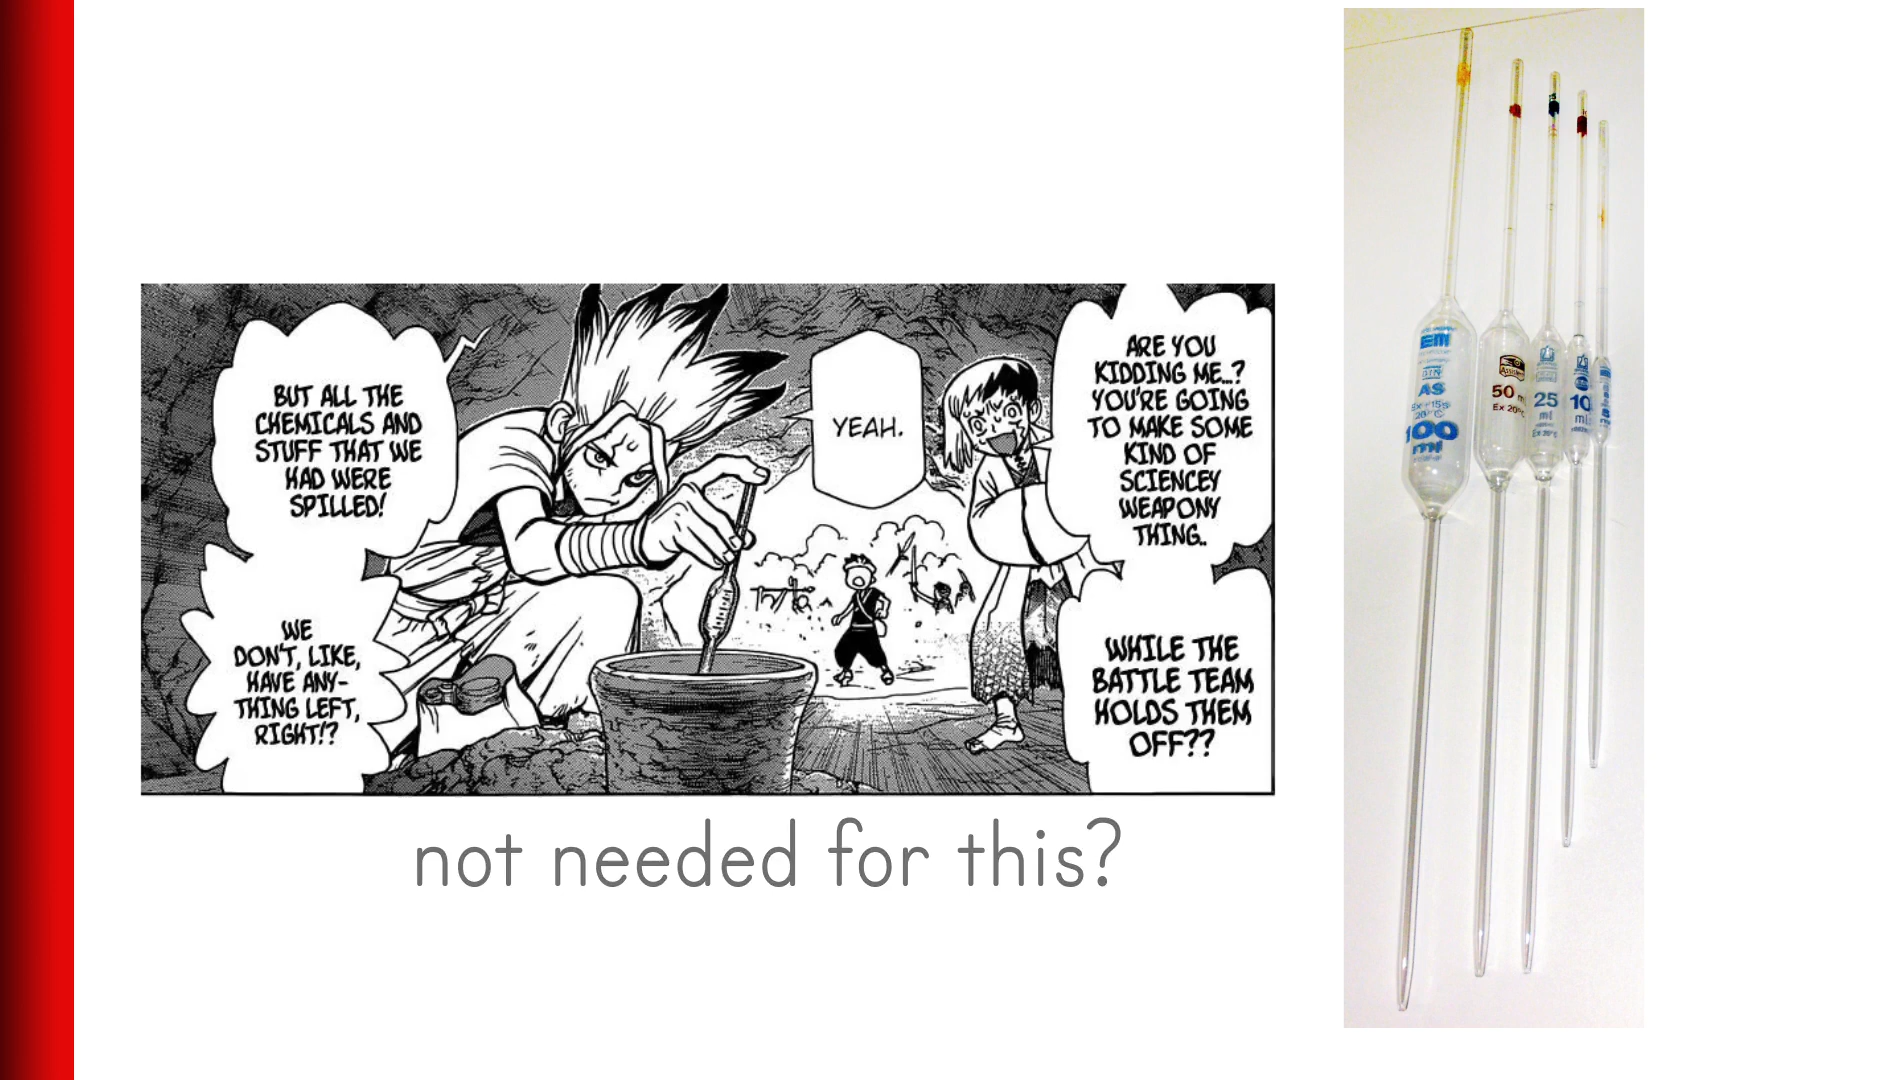 BUT ALL THE
CHEMICALS AND
STUFF THAT WE
HAD WERE
SPILLED!
WE
DON'T, LIKE,
HAVE ANY-
THING LEFT,
RIGHT!?
YEAH.
ARE YOU
KIDDING ME...?
YOU'RE GOING
TO MAKE SOME
KIND OF
SCIENCEY
WEAPONY
THING..
WHILE THE
BATTLE TEAM
HOLDS THEM
OFF??
not needed for this?
AS
100
ml
50
Ex 20°C
25
ml
Ex 20°C
10
ml